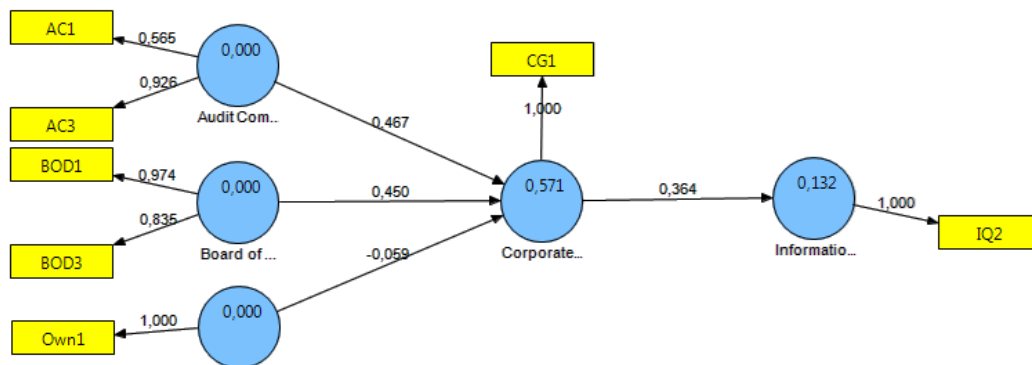 AC1
0,565
0,000
0,926
AC3
Audit Com...
0,467
CG1
1,000
BOD1
0,974
0,000
0,835
BOD3
Board of ...
0,450
0,571
Corporate...
0,364
0,132
Informatio...
1,000
IQ2
-0,059
Own1
1,000
0,000